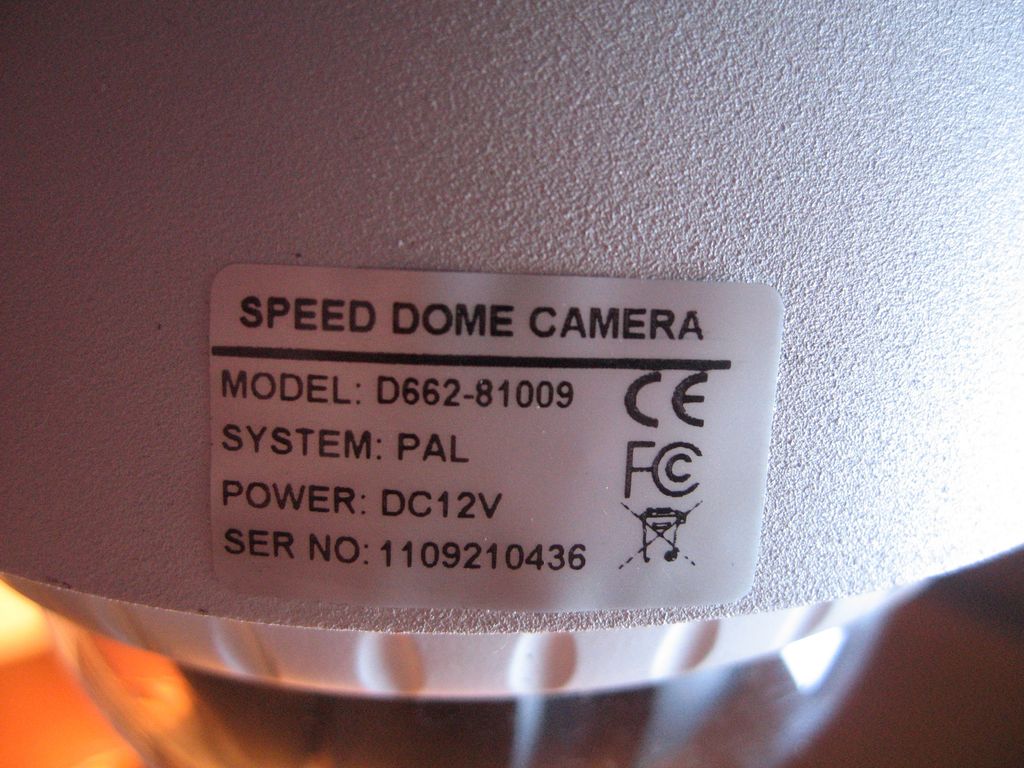 SPEED DOME CAMERA
MODEL: D662-81009
CE
SYSTEM: PAL
FC
POWER: DC12V
SER NO: 1109210436